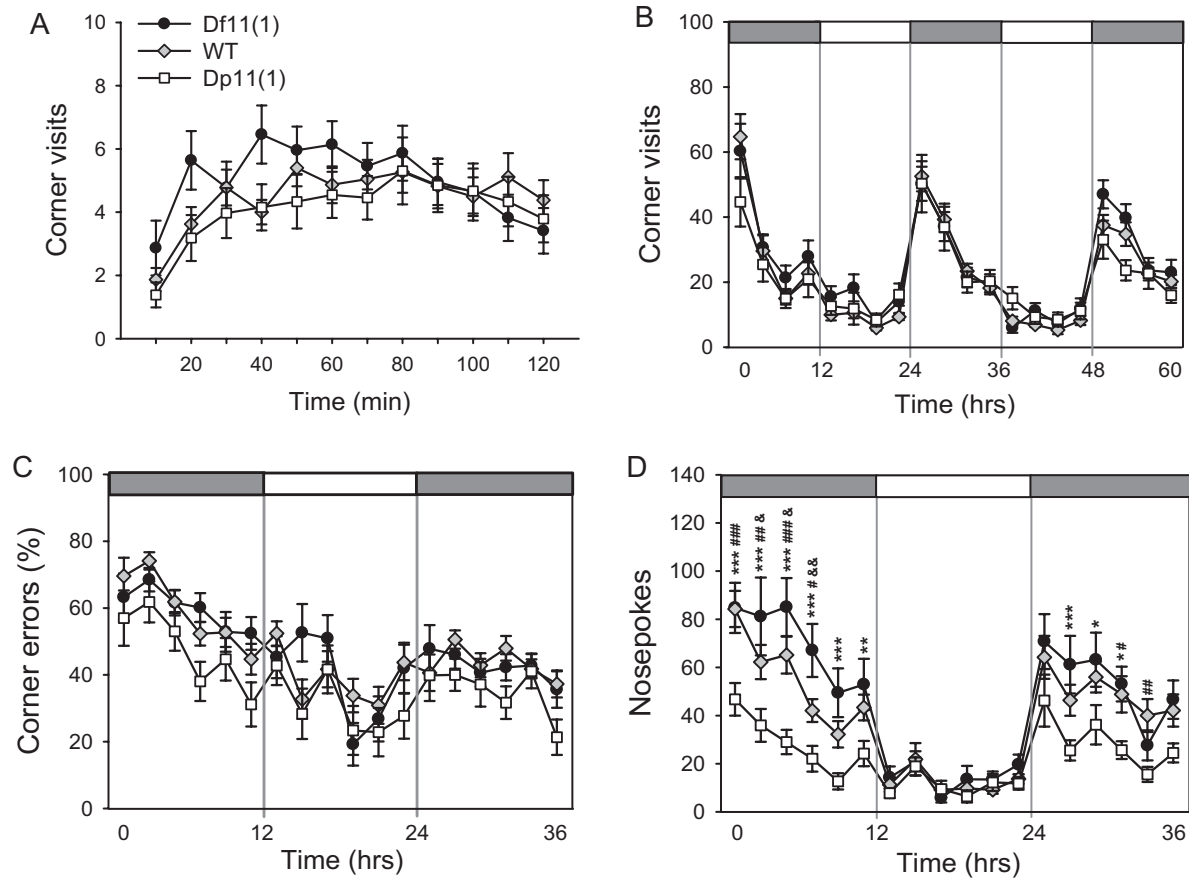 A
Df11(1)
WT
Dp11(1)
Corner visits
10
8
6
4
2
0
20 40 60 80 100 120
Time (min)
B
Corner visits
100
80
60
40
20
0
0 12 24 36 48 60
Time (hrs)
C
Corner errors (%)
100
80
60
40
20
0
0 12 24 36
Time (hrs)
D
Nosepokes
140
120
100
80
60
40
20
0
*** ###
*** ## &
*** ### &
*** # &&
***
**
***
*
* #
##
0 12 24 36
Time (hrs)